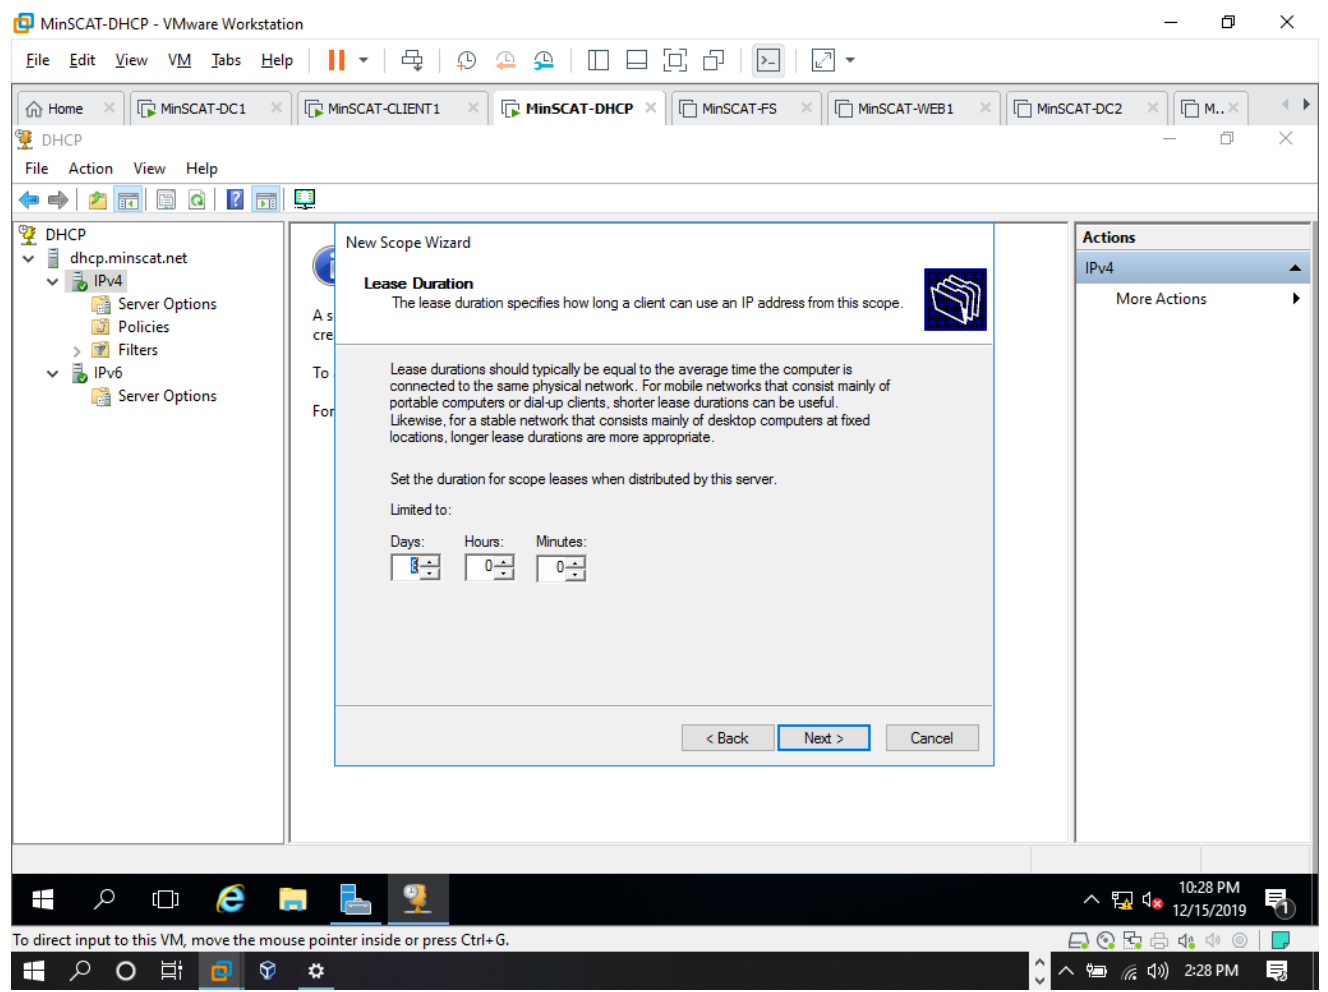 MinSCAT-DHCP - VMware Workstation
File Edit View VM Tabs Help
Home MinSCAT-DC1 MinSCAT-CLIENT1 MinSCAT-DHCP MinSCAT-FS MinSCAT-WEB1 MinSCAT-DC2 M..
DHCP
File Action View Help
DHCP
dhcp.minscat.net
IPv4
Server Options
Policies
Filters
IPv6
Server Options
A s
cre
To
For
New Scope Wizard
Lease Duration
The lease duration specifies how long a client can use an IP address from this scope.
Lease durations should typically be equal to the average time the computer is
connected to the same physical network. For mobile networks that consist mainly of
portable computers or dial-up clients, shorter lease durations can be useful.
Likewise, for a stable network that consists mainly of desktop computers at fixed
locations, longer lease durations are more appropriate.
Set the duration for scope leases when distributed by this server.
Limited to:
Days: Hours: Minutes:
0 0
< Back Next > Cancel
Actions
IPv4
More Actions
10:28 PM
12/15/2019
1
To direct input to this VM, move the mouse pointer inside or press Ctrl+G.
2:28 PM